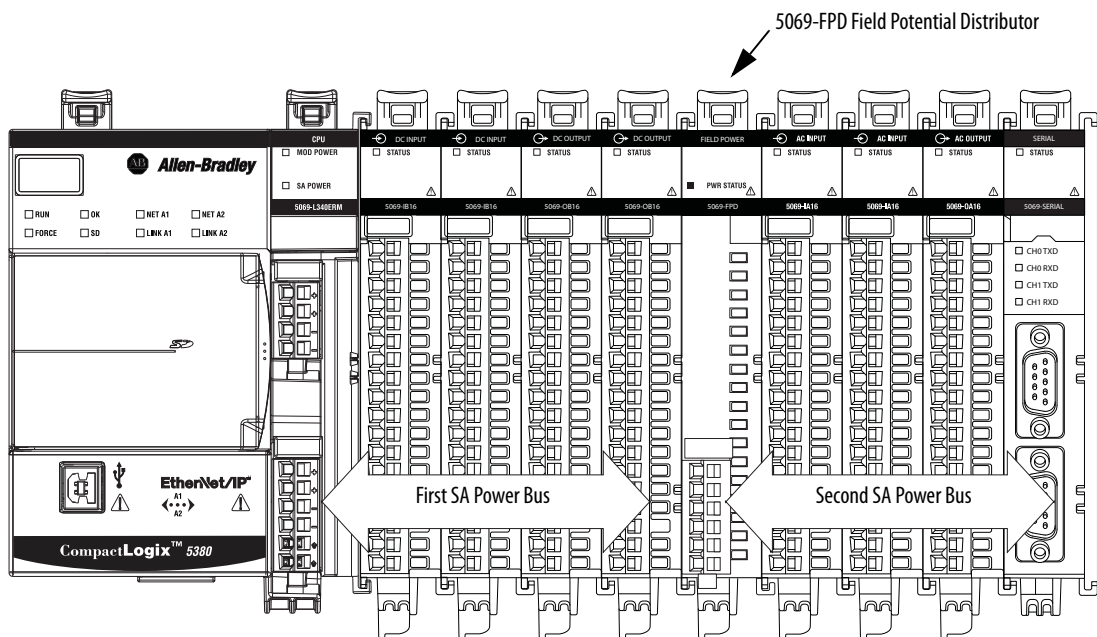 5069-FPD Field Potential Distributor
AB Allen-Bradley
RUN OK NET A1 NET A2
FORCE SD LINK A1 LINK A2
CPU
MOD POWER
SA POWER
5069-L340ERM
DC INPUT
STATUS
5069-IB16
DC INPUT
STATUS
5069-IB16
DC OUTPUT
STATUS
5069-OB16
DC OUTPUT
STATUS
5069-OB16
FIELD POWER
PWR STATUS
5069-FPD
AC INPUT
STATUS
5069-IA16
AC INPUT
STATUS
5069-IA16
AC OUTPUT
STATUS
5069-OA16
SERIAL
STATUS
5069-SERIAL
CH0 TXD
CH0 RXD
CH1 TXD
CH1 RXD
SD
EtherNet/IP™
A1
A2
CompactLogix™ 5380
First SA Power Bus
Second SA Power Bus